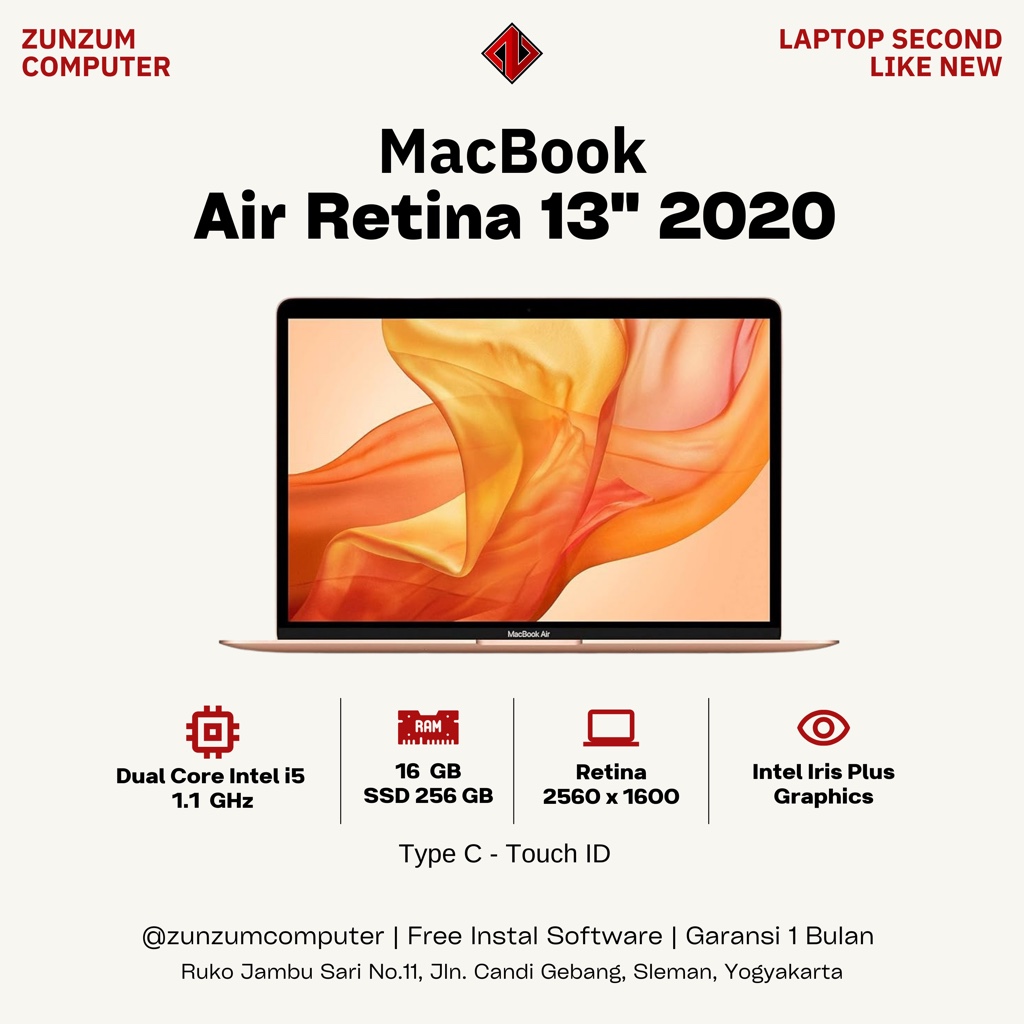 ZUNZUM
COMPUTER
LAPTOP SECOND
LIKE NEW
MacBook
Air Retina 13" 2020
MacBook Air
Dual Core Intel i5
1.1 GHz
RAM
16 GB
SSD 256 GB
Retina
2560 x 1600
Intel Iris Plus
Graphics
Type C - Touch ID
@zunzumcomputer | Free Instal Software | Garansi 1 Bulan
Ruko Jambu Sari No.11, Jln. Candi Gebang, Sleman, Yogyakarta